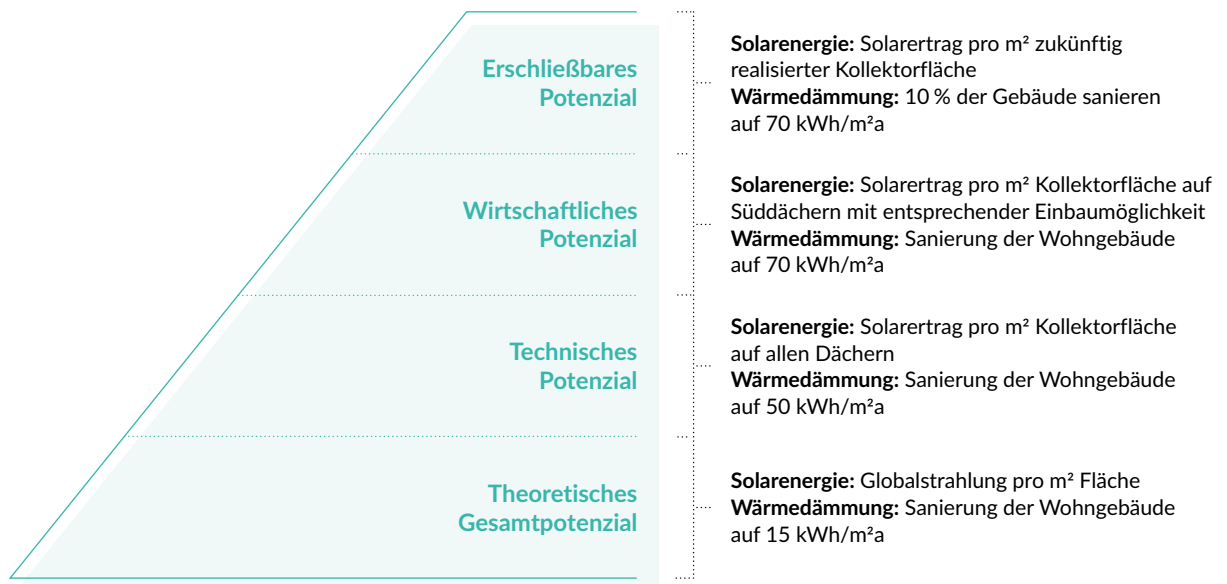 Erschließbares
Potenzial
Solarenergie: Solarertrag pro m² zukünftig
realisierter Kollektorfläche
Wärmedämmung: 10 % der Gebäude sanieren
auf 70 kWh/m²a
Wirtschaftliches
Potenzial
Solarenergie: Solarertrag pro m² Kollektorfläche auf
Süddächern mit entsprechender Einbaumöglichkeit
Wärmedämmung: Sanierung der Wohngebäude
auf 70 kWh/m²a
Technisches
Potenzial
Solarenergie: Solarertrag pro m² Kollektorfläche
auf allen Dächern
Wärmedämmung: Sanierung der Wohngebäude
auf 50 kWh/m²a
Theoretisches
Gesamtpotenzial
Solarenergie: Globalstrahlung pro m² Fläche
Wärmedämmung: Sanierung der Wohngebäude
auf 15 kWh/m²a